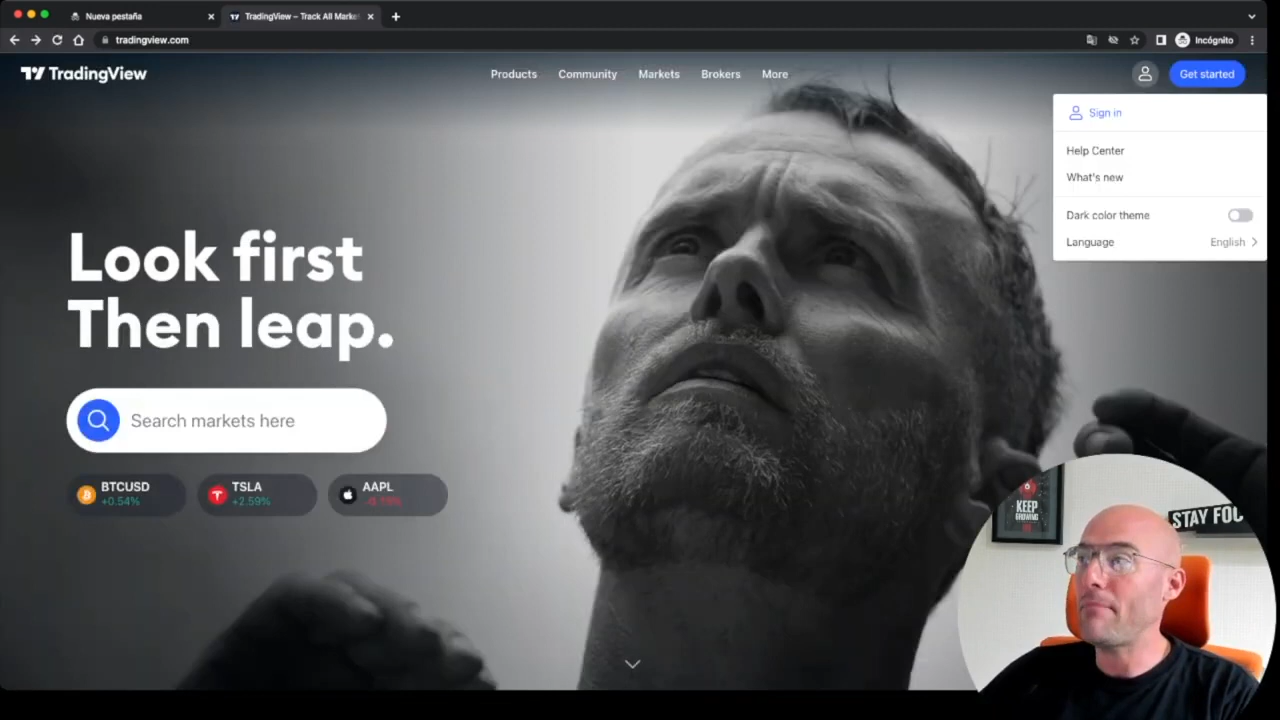 Nueva pestaña
TradingView – Track All Marke
tradingview.com
Incógnito
TradingView
Products
Community
Markets
Brokers
More
Get started
Sign in
Help Center
What's new
Dark color theme
Language
English
Look first
Then leap.
Search markets here
BTCUSD
+0.54%
TSLA
+2.59%
AAPL
KEEP
GROWING
STAY FOC